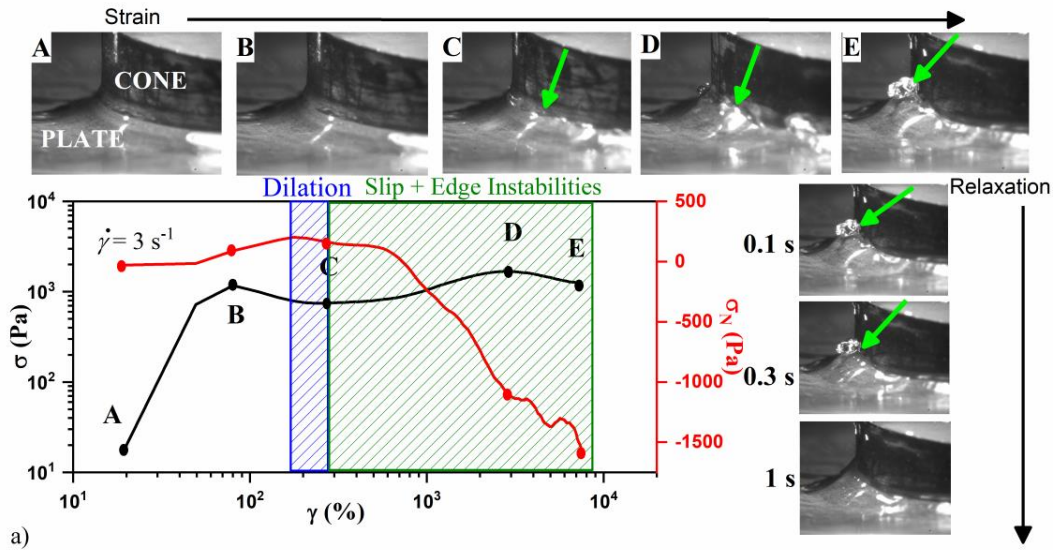 Strain
A
B
C
D
E
CONE
PLATE
Dilation
Slip + Edge Instabilities
Relaxation
γ̇ = 3 s⁻¹
A
B
C
D
E
10⁴
10³
10²
10¹
σ (Pa)
10¹
10²
10³
10⁴
γ (%)
500
0
-500
-1000
-1500
σN (Pa)
0.1 s
0.3 s
1 s
a)